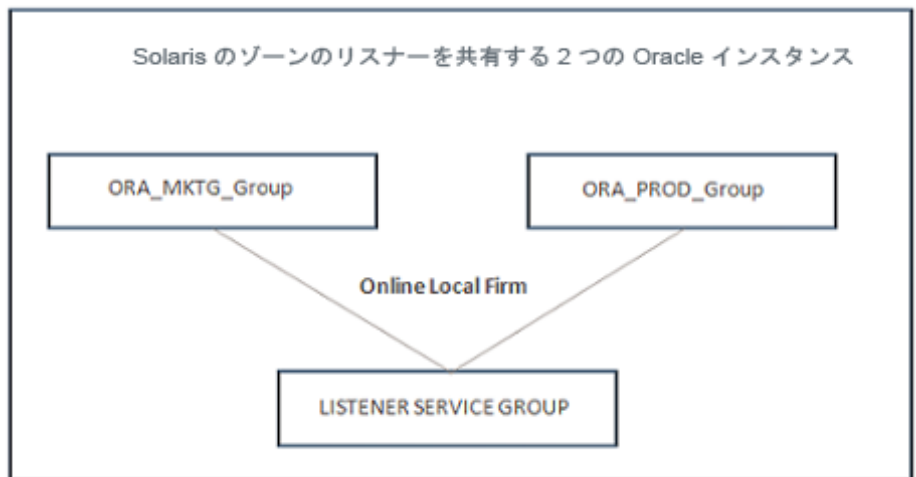 Solaris のゾーンのリスナーを共有する 2 つの Oracle インスタンス
ORA_MKTG_Group
ORA_PROD_Group
Online Local Firm
LISTENER SERVICE GROUP